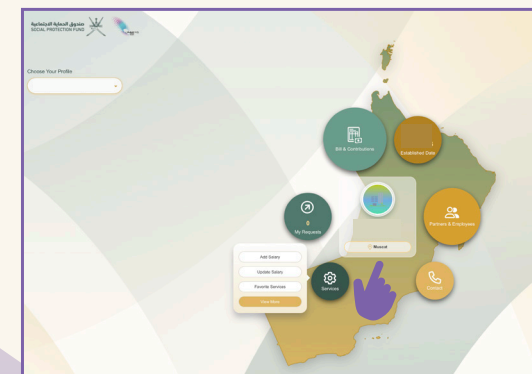 صندوق الحماية الاجتماعية
SOCIAL PROTECTION FUND
Choose Your Profile
Bill & Contributions
Established Date
My Requests
Partners & Employees
Muscat
Add Salary
Update Salary
Favorite Services
View More
Services
Contact